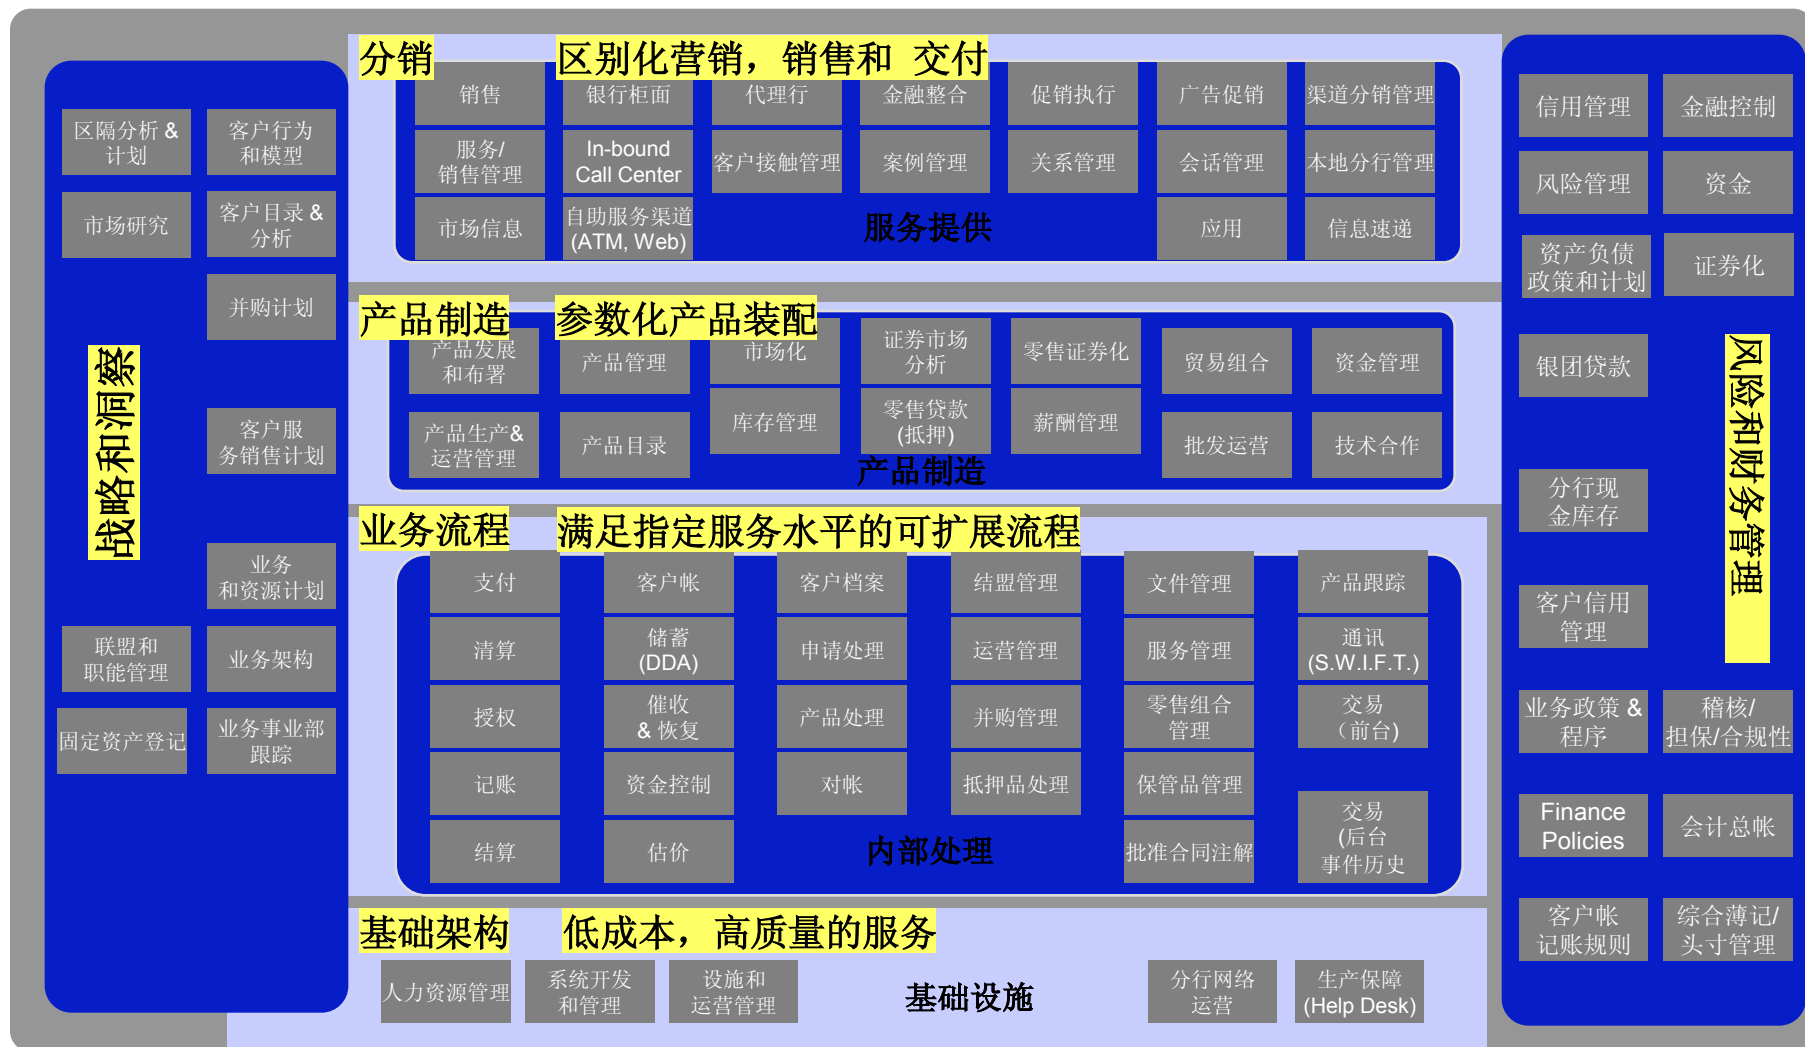 分销
区别化营销，销售和 交付
销售
银行柜面
代理行
金融整合
促销执行
广告促销
渠道分销管理
服务/
销售管理
In-bound
Call Center
客户接触管理
案例管理
关系管理
会话管理
本地分行管理
市场信息
自助服务渠道
(ATM, Web)
服务提供
应用
信息速递
区隔分析 &
计划
客户行为
和模型
市场研究
客户目录 &
分析
并购计划
战略和洞察
客户服
务销售计划
业务
和资源计划
联盟和
职能管理
业务架构
固定资产登记
业务事业部
跟踪
产品制造
参数化产品装配
产品发展
和布署
产品管理
市场化
证券市场
分析
零售证券化
贸易组合
资金管理
产品生产&
运营管理
产品目录
库存管理
零售贷款
(抵押)
薪酬管理
批发运营
技术合作
产品制造
业务流程
满足指定服务水平的可扩展流程
支付
客户帐
客户档案
结盟管理
文件管理
产品跟踪
清算
储蓄
(DDA)
申请处理
运营管理
服务管理
通讯
(S.W.I.F.T.)
授权
催收
& 恢复
产品处理
并购管理
零售组合
管理
交易
（前台)
记账
资金控制
对帐
抵押品处理
保管品管理
交易
(后台
事件历史
结算
估价
内部处理
批准合同注解
基础架构
低成本，高质量的服务
人力资源管理
系统开发
和管理
设施和
运营管理
基础设施
分行网络
运营
生产保障
(Help Desk)
信用管理
金融控制
风险管理
资金
资产负债
政策和计划
证券化
银团贷款
风险和财务管理
分行现
金库存
客户信用
管理
业务政策 &
程序
稽核/
担保/合规性
Finance
Policies
会计总帐
客户帐
记账规则
综合薄记/
头寸管理